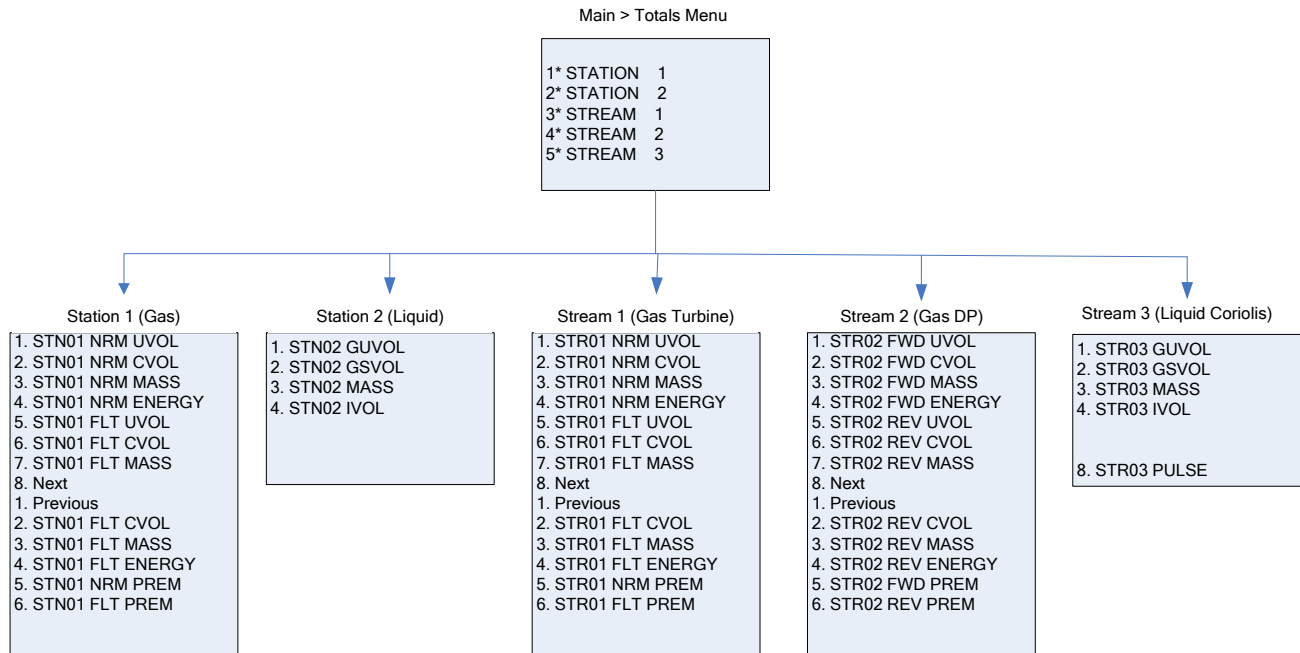 Main > Totals Menu
1* STATION 1
2* STATION 2
3* STREAM 1
4* STREAM 2
5* STREAM 3
Station 1 (Gas)
1. STN01 NRM UVOL
2. STN01 NRM CVOL
3. STN01 NRM MASS
4. STN01 NRM ENERGY
5. STN01 FLT UVOL
6. STN01 FLT CVOL
7. STN01 FLT MASS
8. Next
1. Previous
2. STN01 FLT CVOL
3. STN01 FLT MASS
4. STN01 FLT ENERGY
5. STN01 NRM PREM
6. STN01 FLT PREM
Station 2 (Liquid)
1. STN02 GUVOL
2. STN02 GSVOL
3. STN02 MASS
4. STN02 IVOL
Stream 1 (Gas Turbine)
1. STR01 NRM UVOL
2. STR01 NRM CVOL
3. STR01 NRM MASS
4. STR01 NRM ENERGY
5. STR01 FLT UVOL
6. STR01 FLT CVOL
7. STR01 FLT MASS
8. Next
1. Previous
2. STR01 FLT CVOL
3. STR01 FLT MASS
4. STR01 FLT ENERGY
5. STR01 NRM PREM
6. STR01 FLT PREM
Stream 2 (Gas DP)
1. STR02 FWD UVOL
2. STR02 FWD CVOL
3. STR02 FWD MASS
4. STR02 FWD ENERGY
5. STR02 REV UVOL
6. STR02 REV CVOL
7. STR02 REV MASS
8. Next
1. Previous
2. STR02 REV CVOL
3. STR02 REV MASS
4. STR02 REV ENERGY
5. STR02 FWD PREM
6. STR02 REV PREM
Stream 3 (Liquid Coriolis)
1. STR03 GUVOL
2. STR03 GSVOL
3. STR03 MASS
4. STR03 IVOL
8. STR03 PULSE